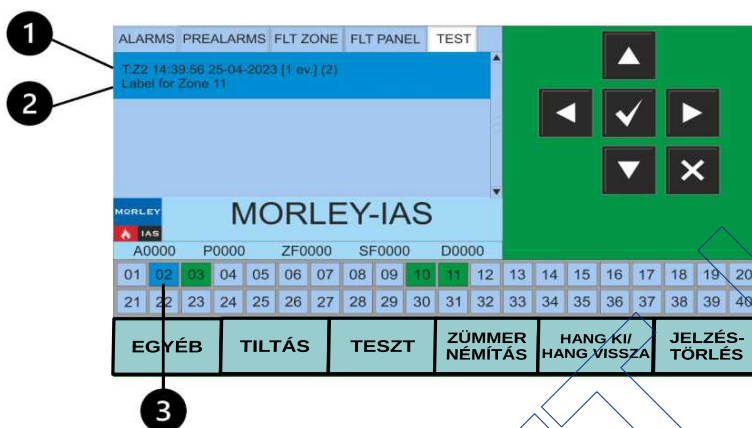 1
2
ALARMS PREALARMS FLT ZONE FLT PANEL TEST
T:Z2 14:39:56 25-04-2023 [1 ev.] (2)
Label for Zone 11
MORLEY
IAS
MORLEY-IAS
A0000 P0000 ZF0000 SF0000 D0000
01 02 03 04 05 06 07 08 09 10 11 12 13 14 15 16 17 18 19 20
21 22 23 24 25 26 27 28 29 30 31 32 33 34 35 36 37 38 39 40
EGYÉB TILTÁS TESZT ZÜMMER HANG KI/ JELZÉS-
NÉMÍTÁS HANG VISSZA TÖRLÉS
3